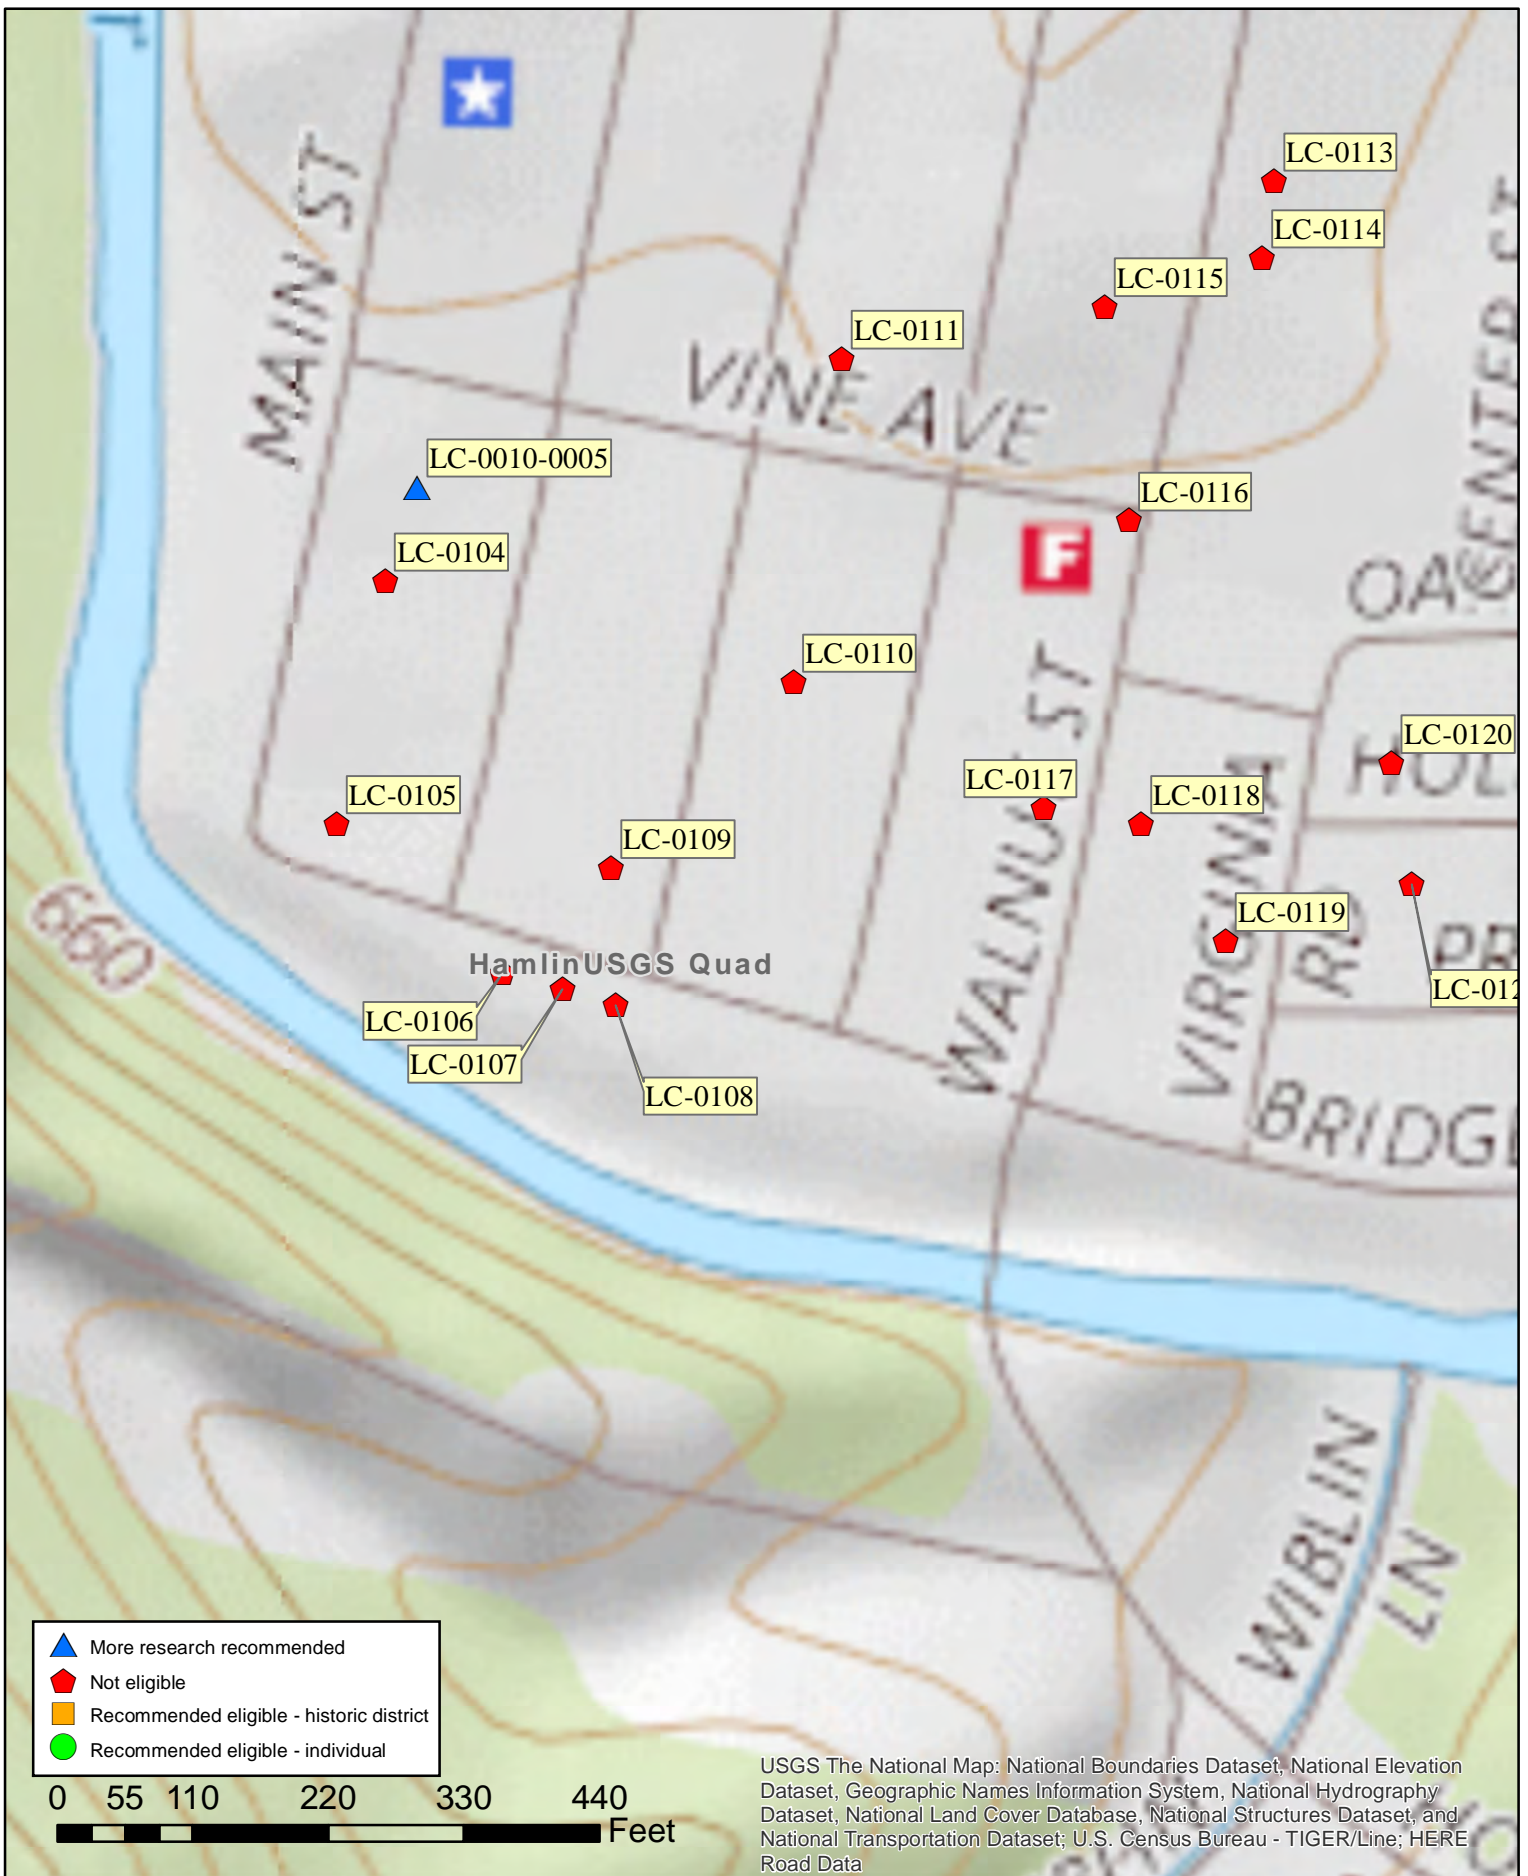 MAIN ST
LC-0113
LC-0114
LC-0115
LC-0111
VINE AVE
LC-0010-0005
LC-0116
F
LC-0104
LC-0110
WALNUT ST
LC-0120
LC-0117
LC-0105
LC-0118
LC-0109
VIRGINIA
RD
LC-0119
660
HamlinUSGS Quad
LC-012
LC-0106
LC-0107
LC-0108
WIBLIN
LN
More research recommended
Not eligible
Recommended eligible - historic district
Recommended eligible - individual
0 55 110 220 330 440
Feet
USGS The National Map: National Boundaries Dataset, National Elevation
Dataset, Geographic Names Information System, National Hydrography
Dataset, National Land Cover Database, National Structures Dataset, and
National Transportation Dataset; U.S. Census Bureau - TIGER/Line; HERE
Road Data